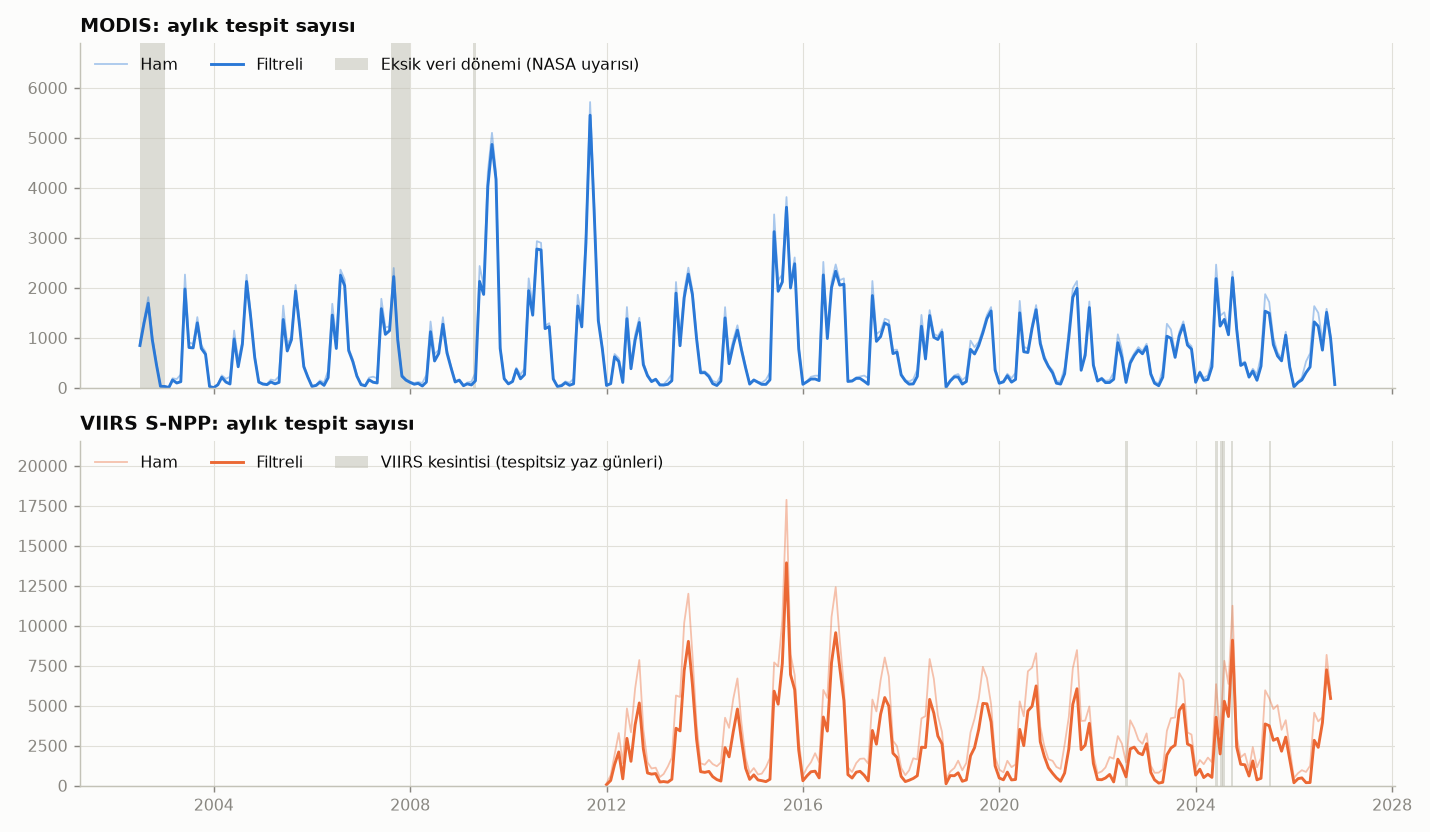 MODIS: aylık tespit sayısı
Ham
Filtreli
Eksik veri dönemi (NASA uyarısı)
6000
5000
4000
3000
2000
1000
0
VIIRS S-NPP: aylık tespit sayısı
Ham
Filtreli
VIIRS kesintisi (tespitsiz yaz günleri)
20000
17500
15000
12500
10000
7500
5000
2500
0
2004
2008
2012
2016
2020
2024
2028